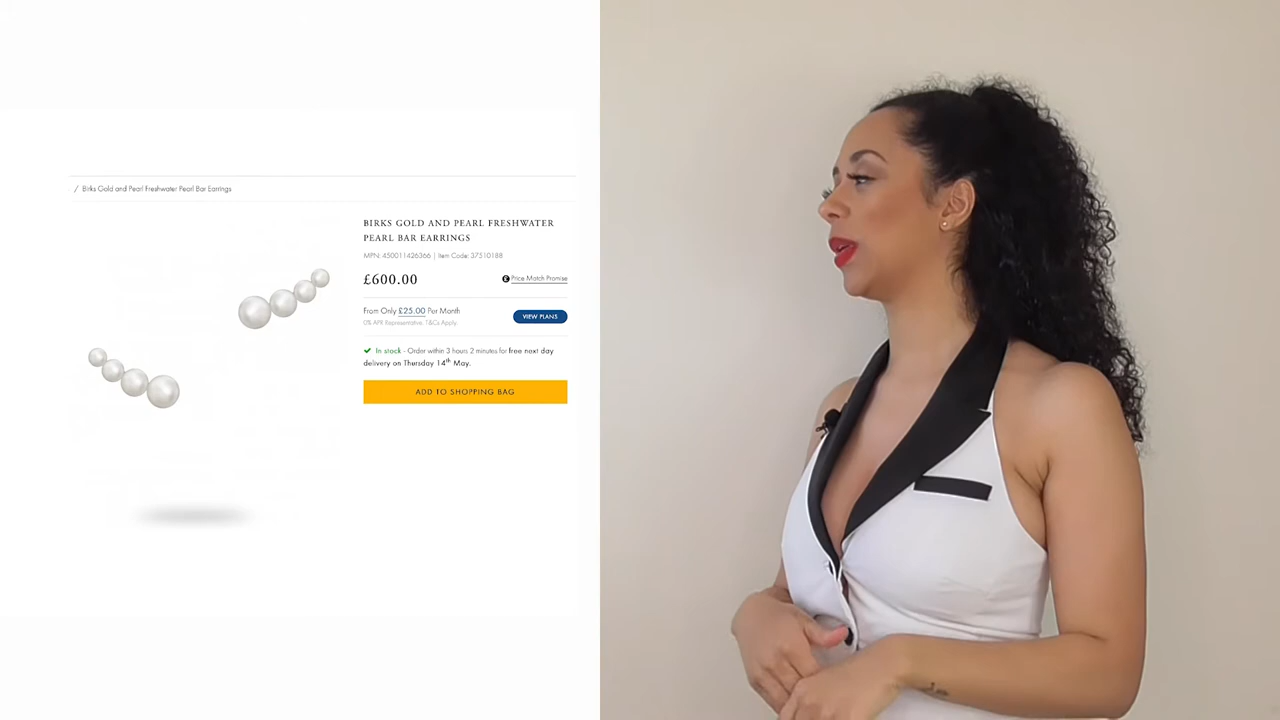 / Birks Gold and Pearl Freshwater Pearl Bar Earrings
BIRKS GOLD AND PEARL FRESHWATER
PEARL BAR EARRINGS
MPN: 450011426366 | Item Code: 37510188
£600.00
Price Match Promise
From Only £25.00 Per Month
0% APR Representative, T&Cs Apply.
VIEW PLANS
In stock - Order within 3 hours 2 minutes for free next day
delivery on Thursday 14th May.
ADD TO SHOPPING BAG